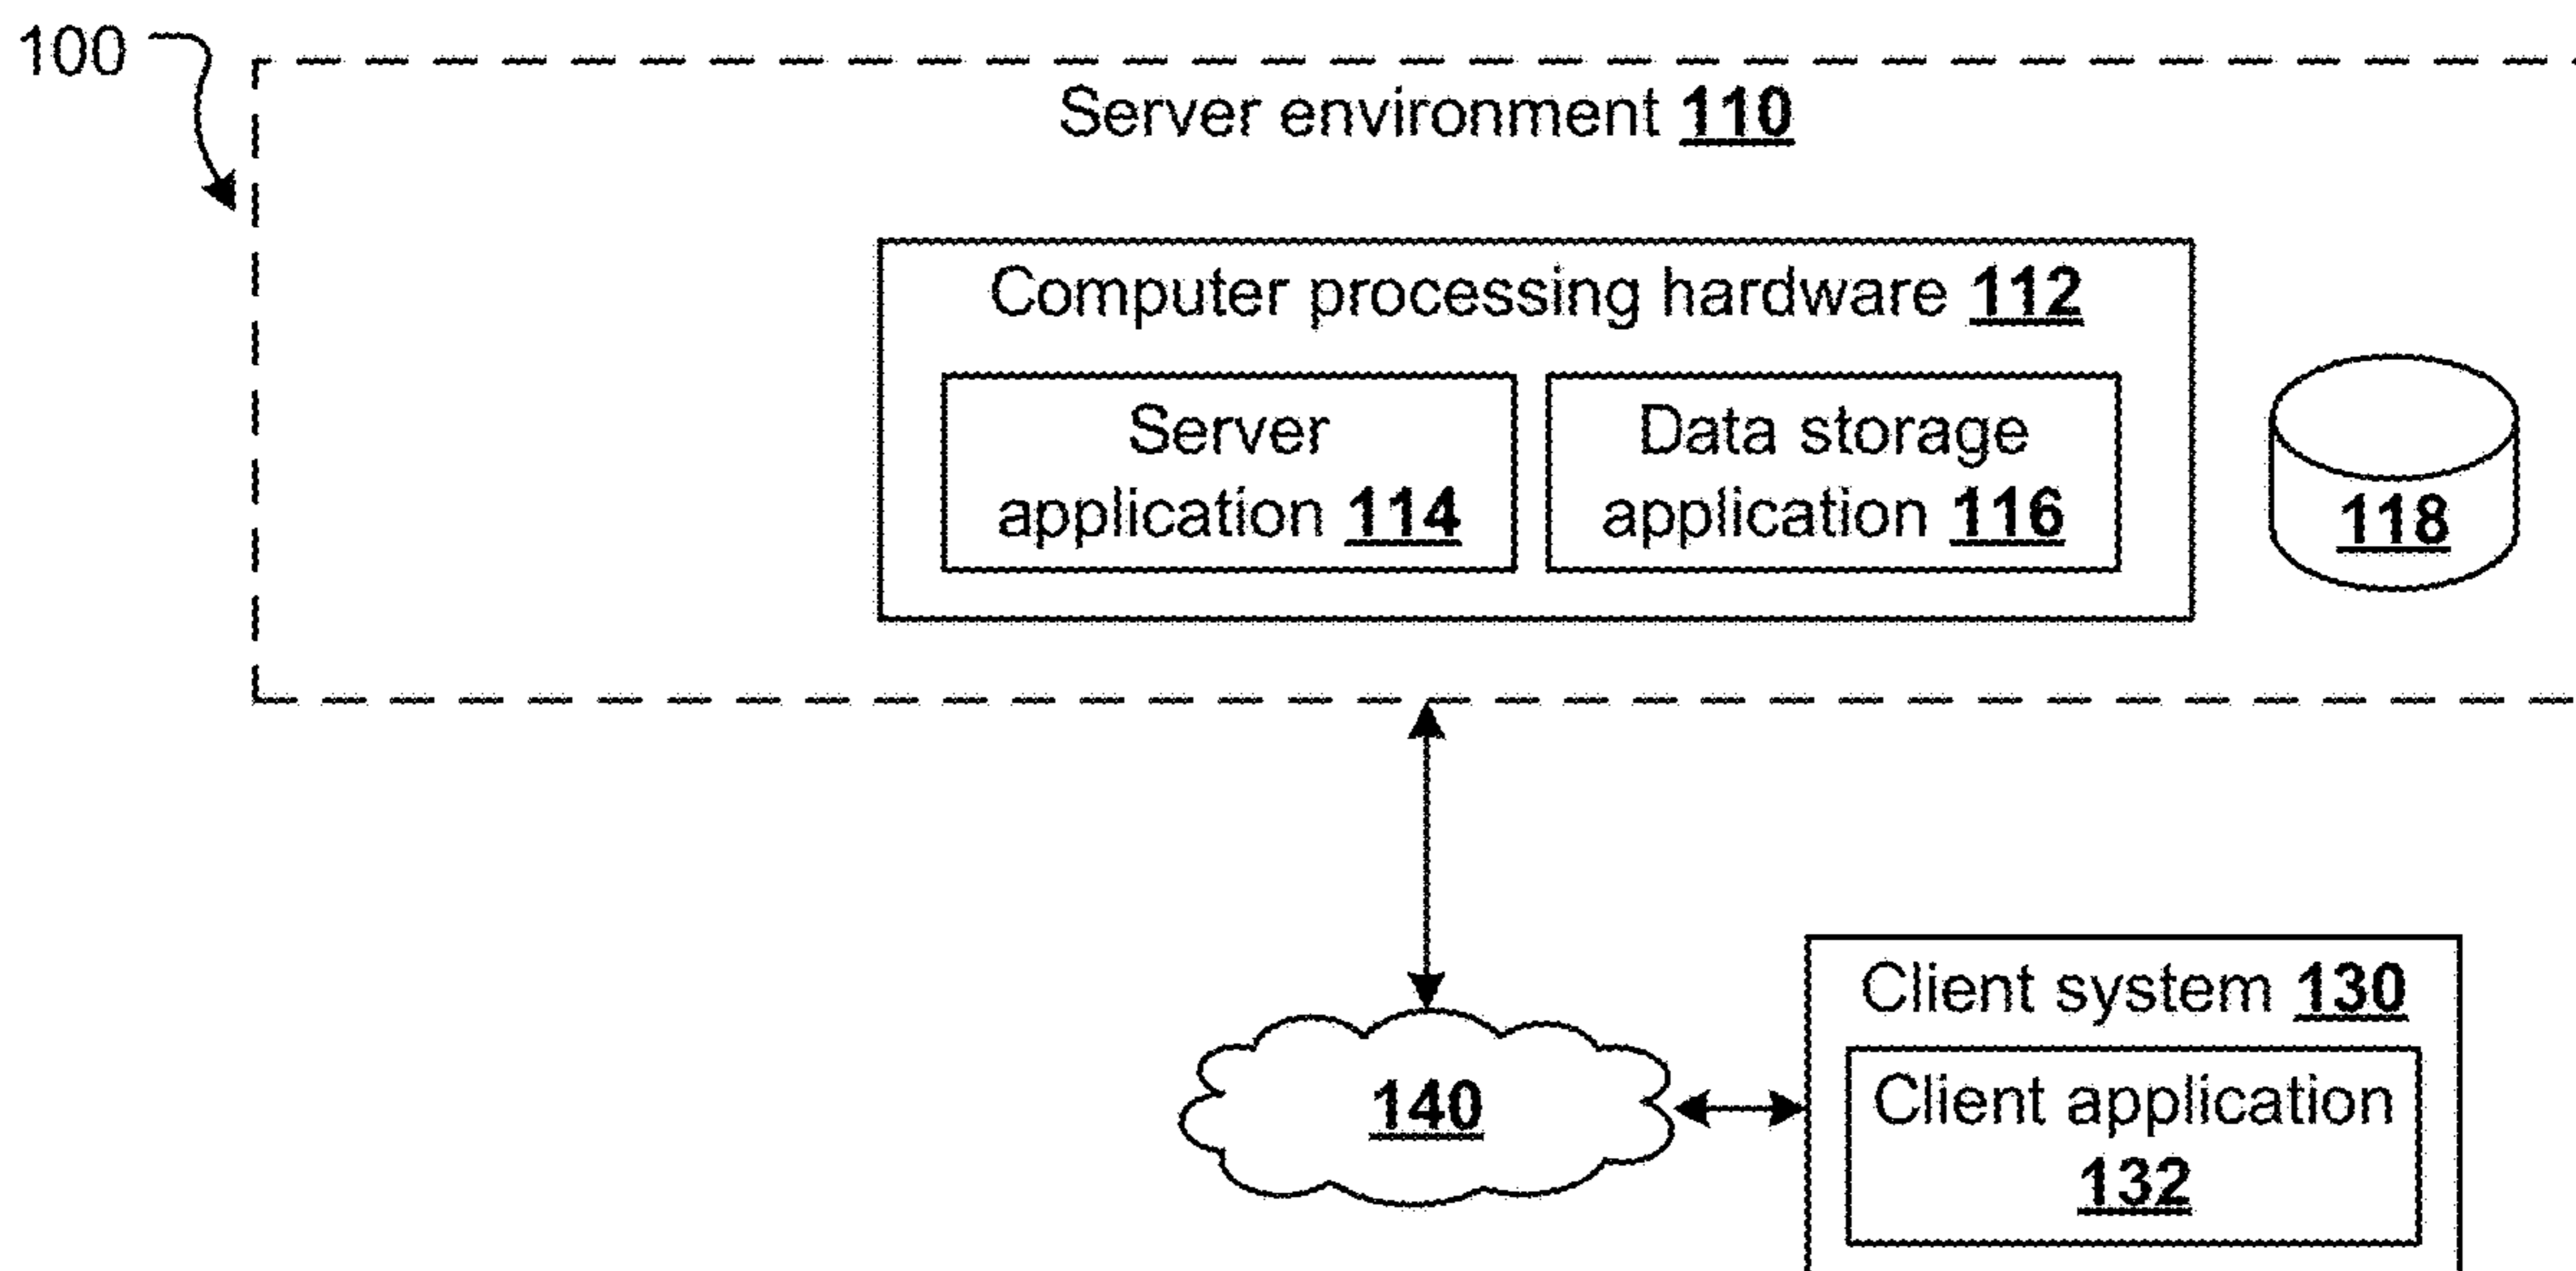 100
Server environment 110
Computer processing hardware 112
Server
application 114
Data storage
application 116
118
Client system 130
140
Client application
132